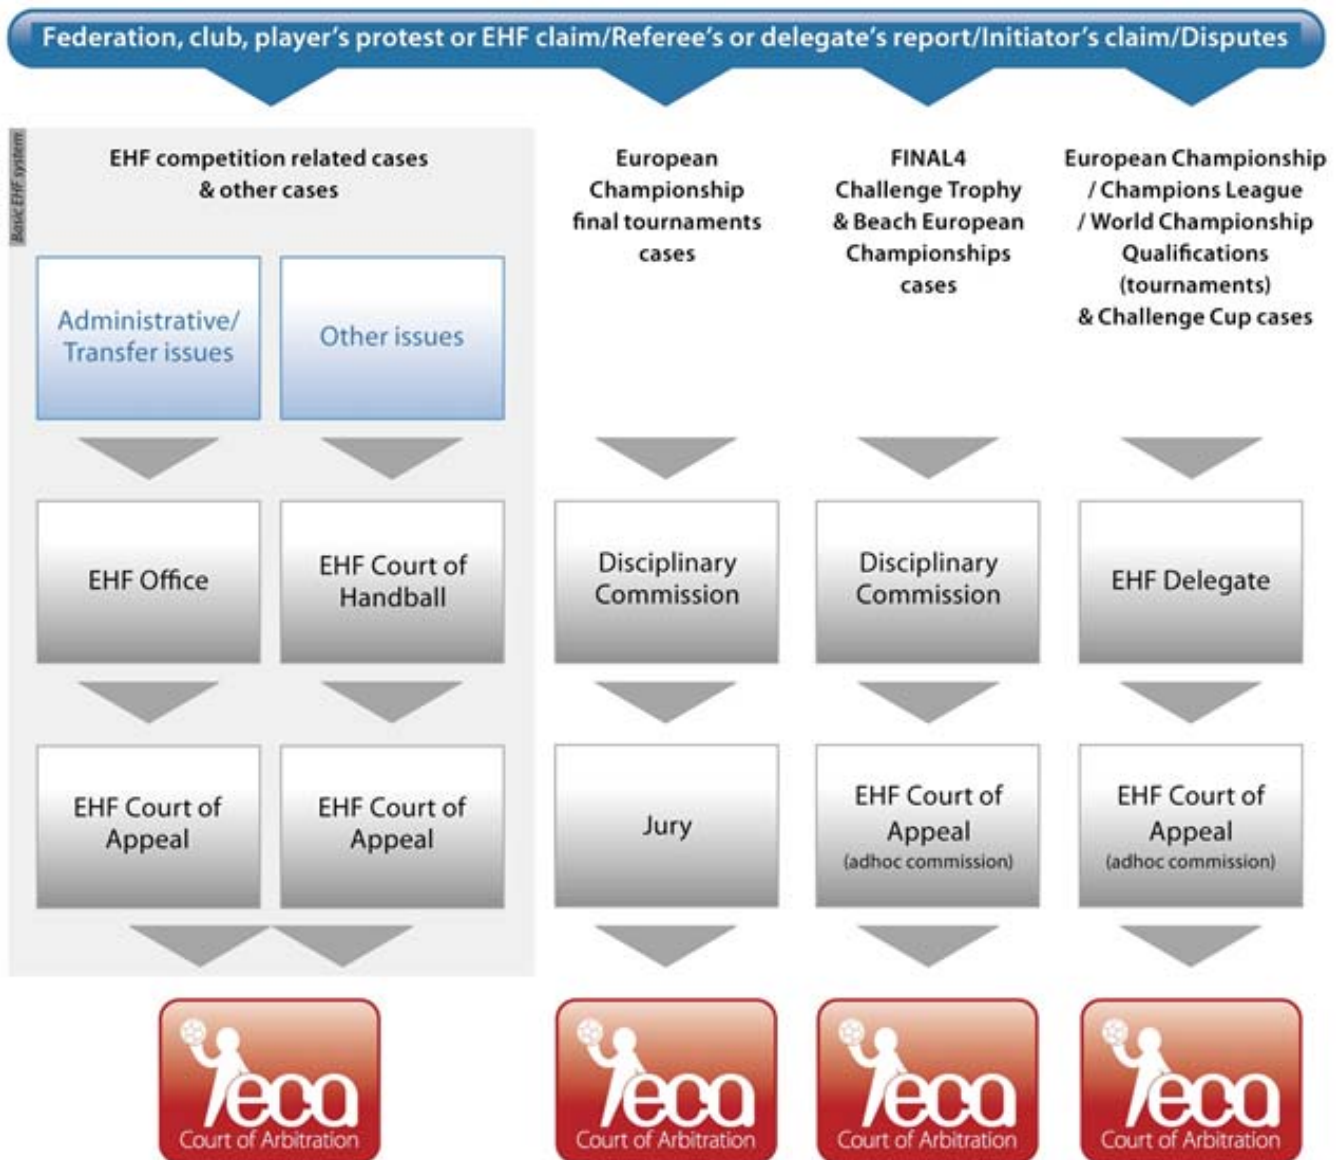 Federation, club, player's protest or EHF claim/Referee's or delegate's report/Initiator's claim/Disputes
Basic EHF system
EHF competition related cases
& other cases
Administrative/
Transfer issues
Other issues
European
Championship
final tournaments
cases
FINAL4
Challenge Trophy
& Beach European
Championships
cases
European Championship
/ Champions League
/ World Championship
Qualifications
(tournaments)
& Challenge Cup cases
EHF Office
EHF Court of
Handball
Disciplinary
Commission
Disciplinary
Commission
EHF Delegate
EHF Court of
Appeal
EHF Court of
Appeal
Jury
EHF Court of
Appeal
(adhoc commission)
EHF Court of
Appeal
(adhoc commission)
eca
Court of Arbitration
eca
Court of Arbitration
eca
Court of Arbitration
eca
Court of Arbitration